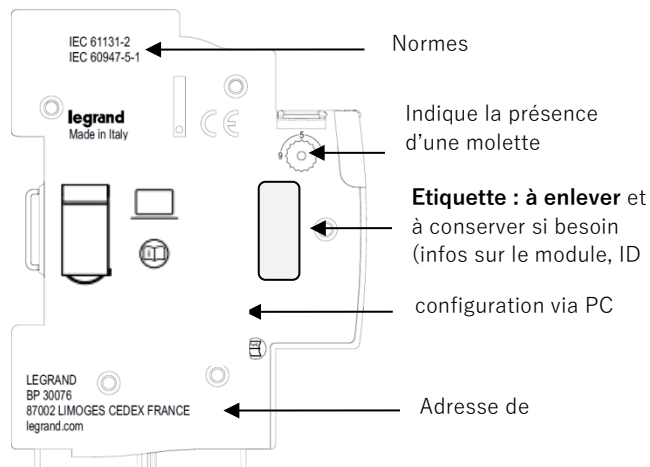 IEC 61131-2
IEC 60947-5-1
Normes
legrand
Made in Italy
CE
5
9
Indique la présence
d'une molette
Etiquette : à enlever et
à conserver si besoin
(infos sur le module, ID
configuration via PC
LEGRAND
BP 30076
87002 LIMOGES CEDEX FRANCE
legrand.com
Adresse de